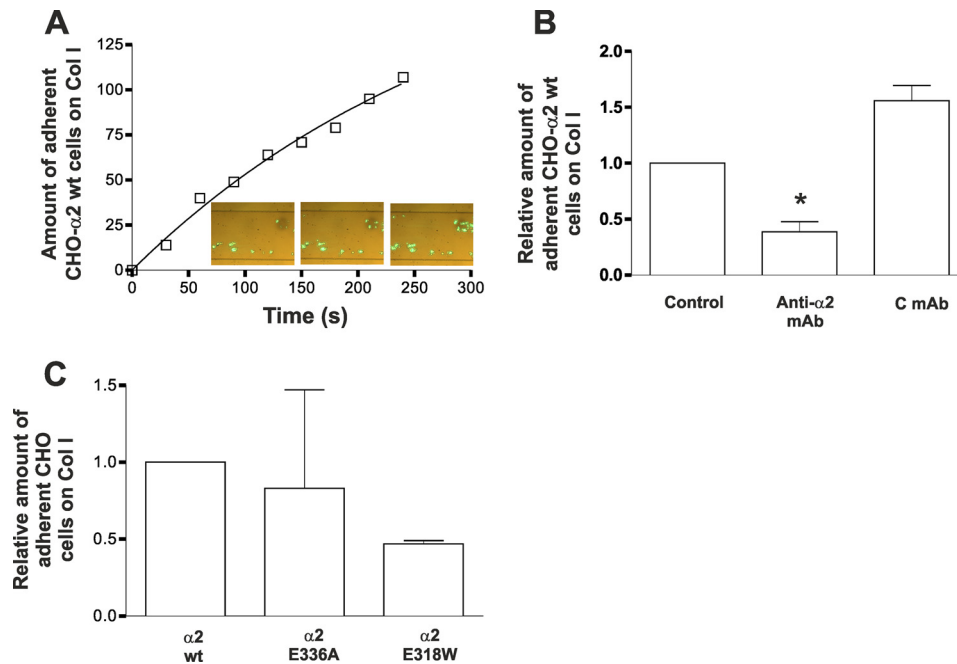 A
Amount of adherent
CHO-α2 wt cells on Col I
125
100
75
50
25
0
0 50 100 150 200 250 300
Time (s)
B
Relative amount of
adherent CHO-α2 wt
cells on Col I
2.0
1.5
1.0
0.5
0.0
*
Control
Anti-α2
mAb
C mAb
C
Relative amount of
adherent CHO
cells on Col I
1.5
1.0
0.5
0.0
α2
wt
α2
E336A
α2
E318W